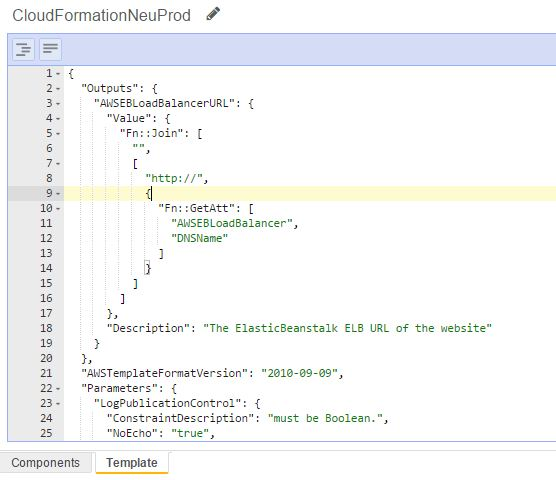 CloudFormationNeuProd
1 {
2 "Outputs": {
3 "AWSEBLoadBalancerURL": {
4 "Value": {
5 "Fn::Join": [
6 "",
7 [
8 "http://",
9 {
10 "Fn::GetAtt": [
11 "AWSEBLoadBalancer",
12 "DNSName"
13 ]
14 }
15 ]
16 ]
17 },
18 "Description": "The ElasticBeanstalk ELB URL of the website"
19 }
20 },
21 "AWSTemplateFormatVersion": "2010-09-09",
22 "Parameters": {
23 "LogPublicationControl": {
24 "ConstraintDescription": "must be Boolean.",
25 "NoEcho": "true",
Components Template